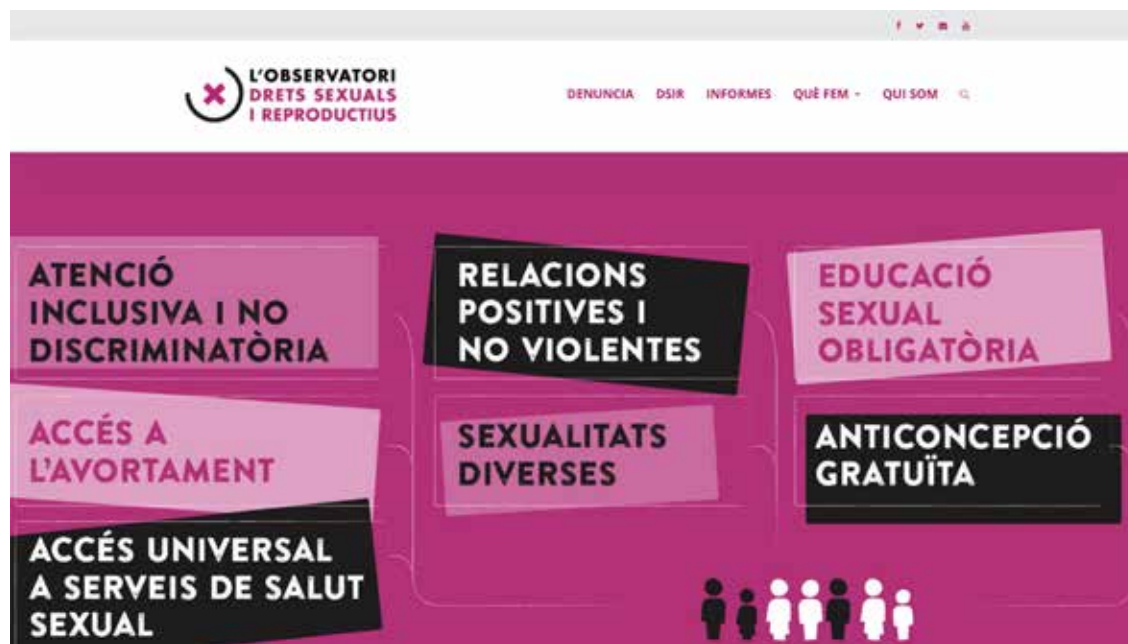 L'OBSERVATORI
DRETS SEXUALS
I REPRODUCTIUS
DENUNCIA DSIR INFORMES QUÈ FEM QUI SOM
ATENCIÓ
INCLUSIVA I NO
DISCRIMINATÒRIA
RELACIONS
POSITIVES I
NO VIOLENTES
EDUCACIÓ
SEXUAL
OBLIGATÒRIA
ACCÉS A
L'AVORTAMENT
SEXUALITATS
DIVERSES
ANTICONCEPCIÓ
GRATUÏTA
ACCÉS UNIVERSAL
A SERVEIS DE SALUT
SEXUAL